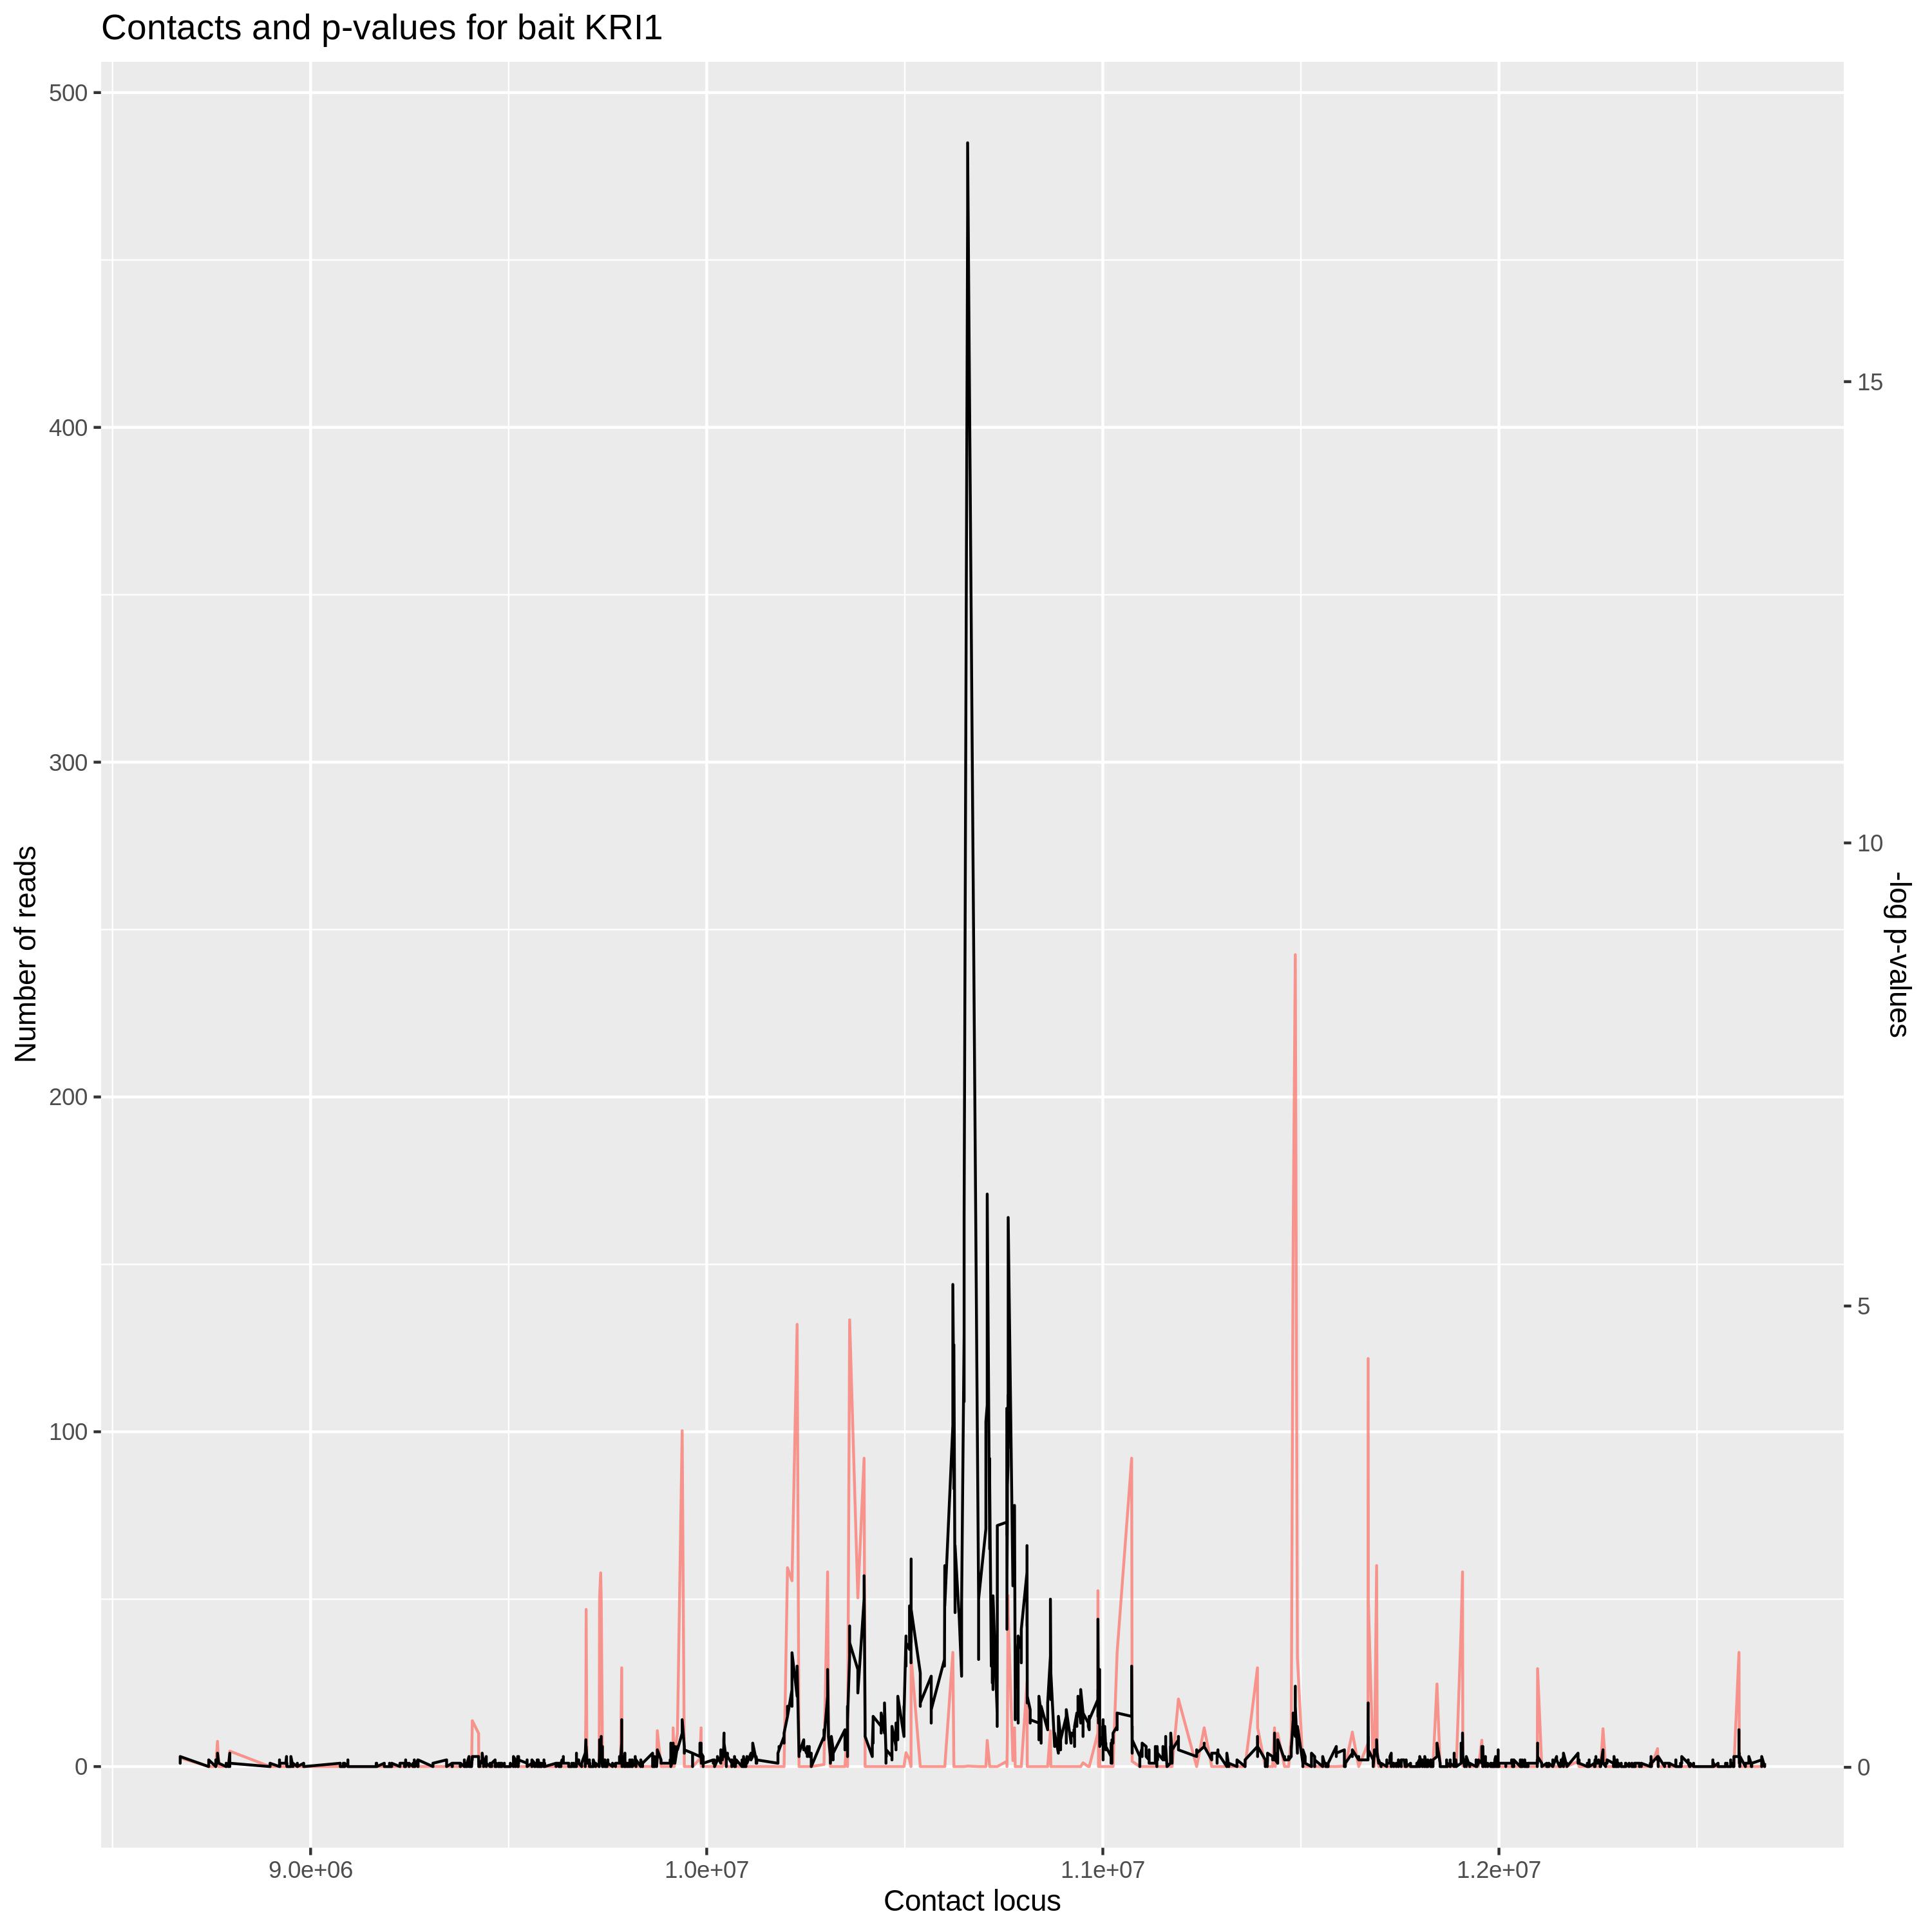 Contacts and p-values for bait KRI1
500
400
300
200
100
0
Number of reads
15
10
5
0
-log p-values
9.0e+06
1.0e+07
1.1e+07
1.2e+07
Contact locus